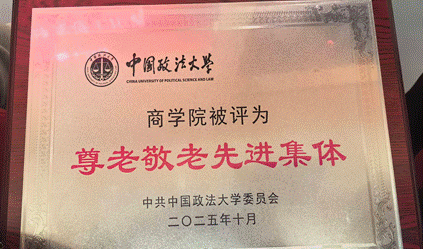 中国政法大学
CHINA UNIVERSITY OF POLITICAL SCIENCE AND LAW
商学院被评为
尊老敬老先进集体
中共中国政法大学委员会
二〇二五年十月